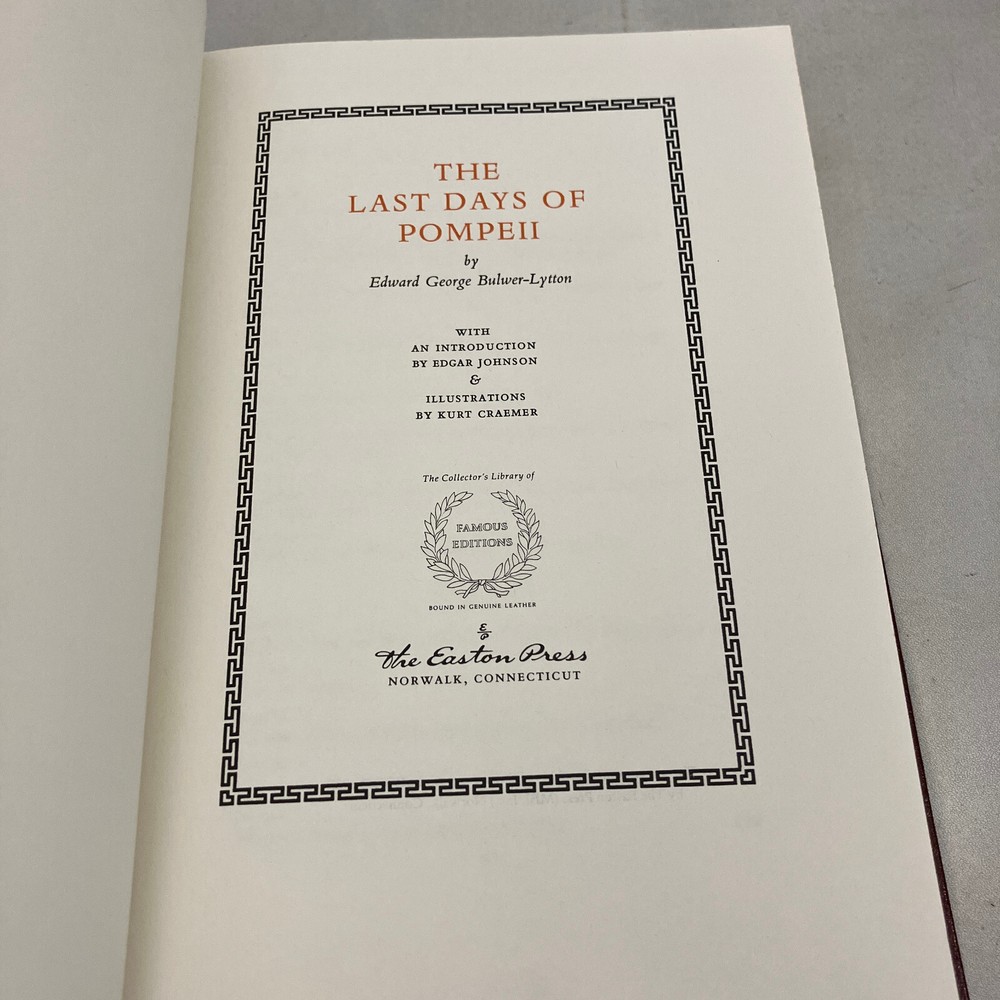 THE
LAST DAYS OF
POMPEII
by
Edward George Bulwer-Lytton
WITH
AN INTRODUCTION
BY EDGAR JOHNSON
&
ILLUSTRATIONS
BY KURT CRAEMER
The Collector's Library of
FAMOUS
EDITIONS
BOUND IN GENUINE LEATHER
E
P
The Easton Press
NORWALK, CONNECTICUT